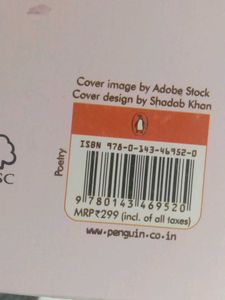 Cover image by Adobe Stock
Cover design by Shadab Khan
ISBN 978-0-143-46952-0
Poetry
SC
9 780143 469520
MRP ₹299 (incl. of all taxes)
www.penguin.co.in